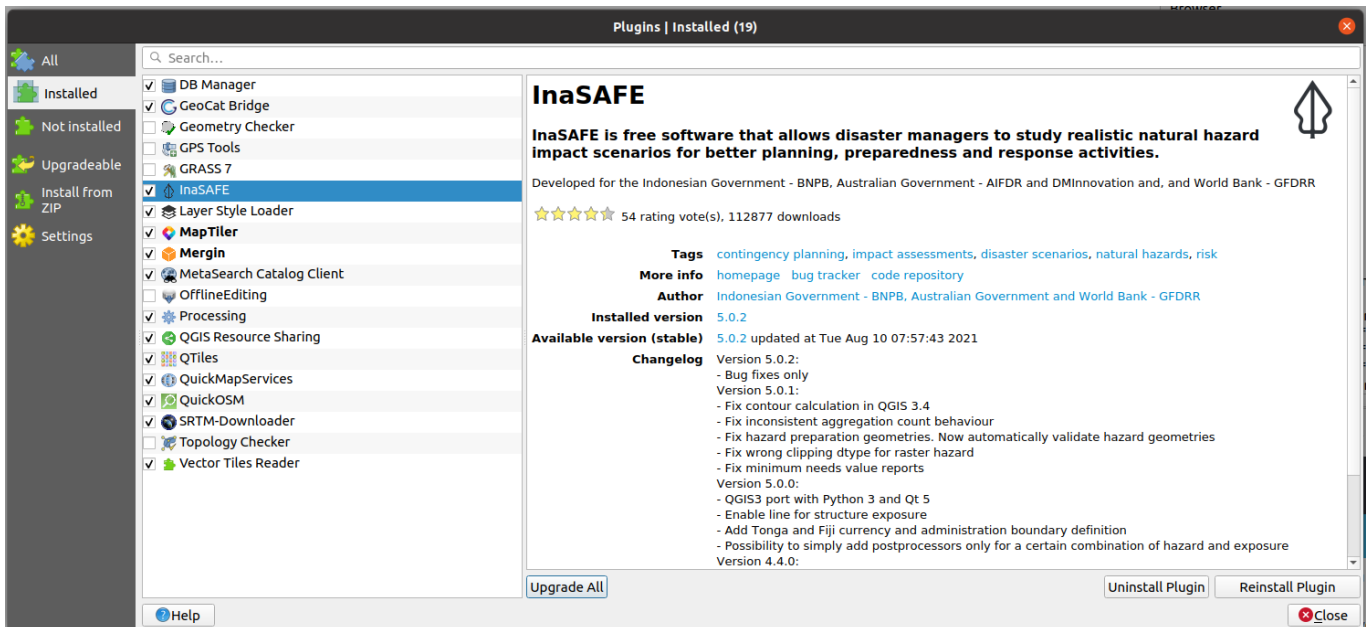 Browser
Plugins | Installed (19)
All
Installed
Not installed
Upgradeable
Install from
ZIP
Settings
Search...
DB Manager
GeoCat Bridge
Geometry Checker
GPS Tools
GRASS 7
InaSAFE
Layer Style Loader
MapTiler
Mergin
MetaSearch Catalog Client
OfflineEditing
Processing
QGIS Resource Sharing
QTiles
QuickMapServices
QuickOSM
SRTM-Downloader
Topology Checker
Vector Tiles Reader
InaSAFE
InaSAFE is free software that allows disaster managers to study realistic natural hazard
impact scenarios for better planning, preparedness and response activities.
Developed for the Indonesian Government - BNPB, Australian Government - AIFDR and DMInnovation and, and World Bank - GFDRR
54 rating vote(s), 112877 downloads
Tags contingency planning, impact assessments, disaster scenarios, natural hazards, risk
More info homepage bug tracker code repository
Author Indonesian Government - BNPB, Australian Government and World Bank - GFDRR
Installed version 5.0.2
Available version (stable) 5.0.2 updated at Tue Aug 10 07:57:43 2021
Changelog Version 5.0.2:
- Bug fixes only
Version 5.0.1:
- Fix contour calculation in QGIS 3.4
- Fix inconsistent aggregation count behaviour
- Fix hazard preparation geometries. Now automatically validate hazard geometries
- Fix wrong clipping dtype for raster hazard
- Fix minimum needs value reports
Version 5.0.0:
- QGIS3 port with Python 3 and Qt 5
- Enable line for structure exposure
- Add Tonga and Fiji currency and administration boundary definition
- Possibility to simply add postprocessors only for a certain combination of hazard and exposure
Version 4.4.0:
Upgrade All
Uninstall Plugin
Reinstall Plugin
Help
Close